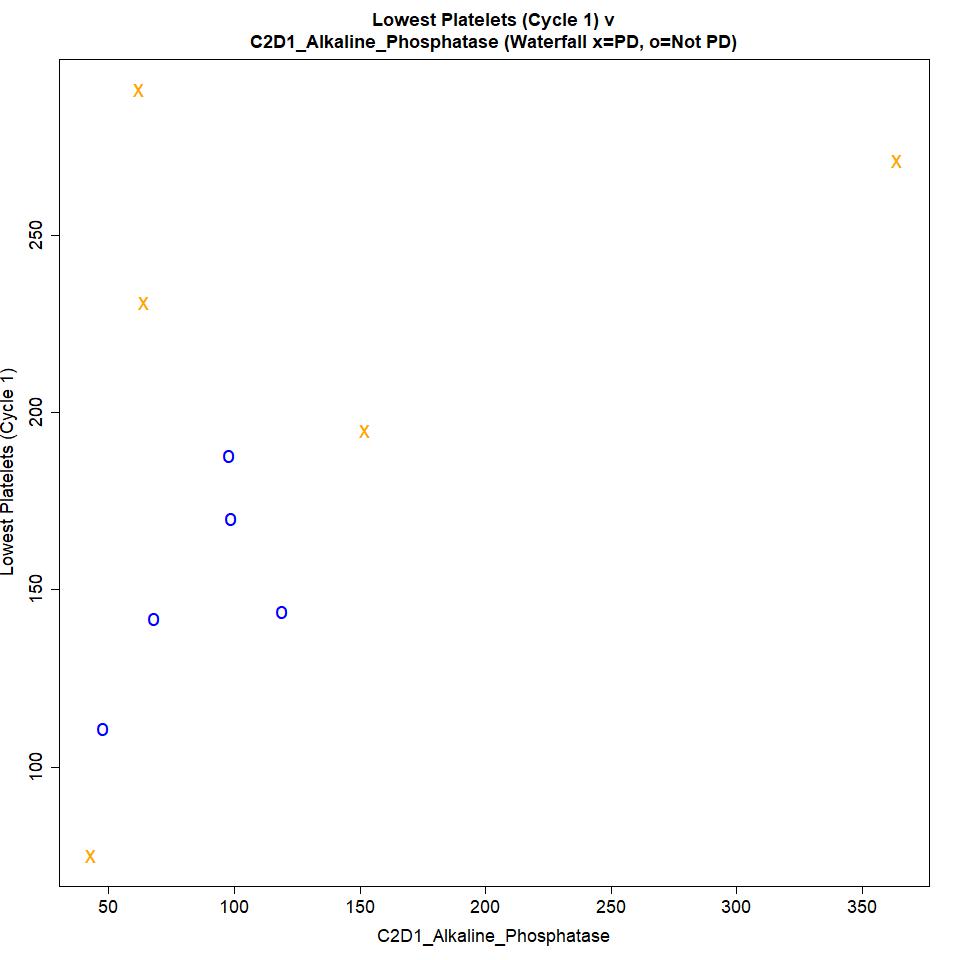 Lowest Platelets (Cycle 1) v
C2D1_Alkaline_Phosphatase (Waterfall x=PD, o=Not PD)
Lowest Platelets (Cycle 1)
250
200
150
100
X
X
X
X
O
O
O
O
O
X
50 100 150 200 250 300 350
C2D1_Alkaline_Phosphatase